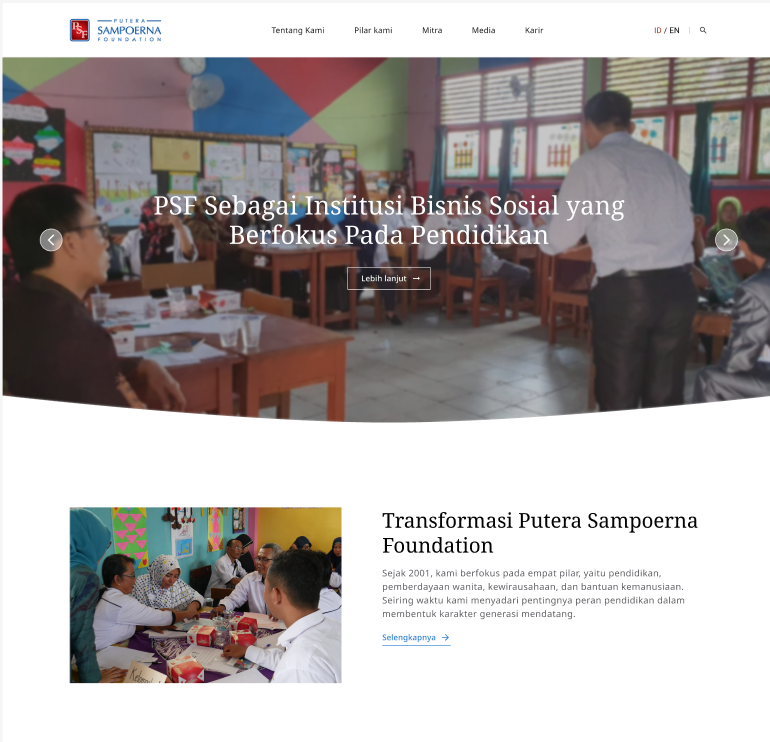 PSF
PUTERA
SAMPOERNA
FOUNDATION
Tentang Kami
Pilar kami
Mitra
Media
Karir
ID / EN
PSF Sebagai Institusi Bisnis Sosial yang
Berfokus Pada Pendidikan
Lebih lanjut →
Transformasi Putera Sampoerna
Foundation
Sejak 2001, kami berfokus pada empat pilar, yaitu pendidikan,
pemberdayaan wanita, kewirausahaan, dan bantuan kemanusiaan.
Seiring waktu kami menyadari pentingnya peran pendidikan dalam
membentuk karakter generasi mendatang.
Selengkapnya →